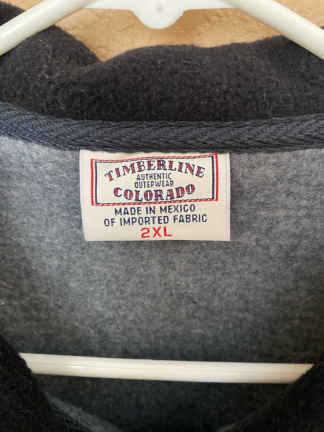 TIMBERLINE
AUTHENTIC
OUTERWEAR
COLORADO
MADE IN MEXICO
OF IMPORTED FABRIC
2XL